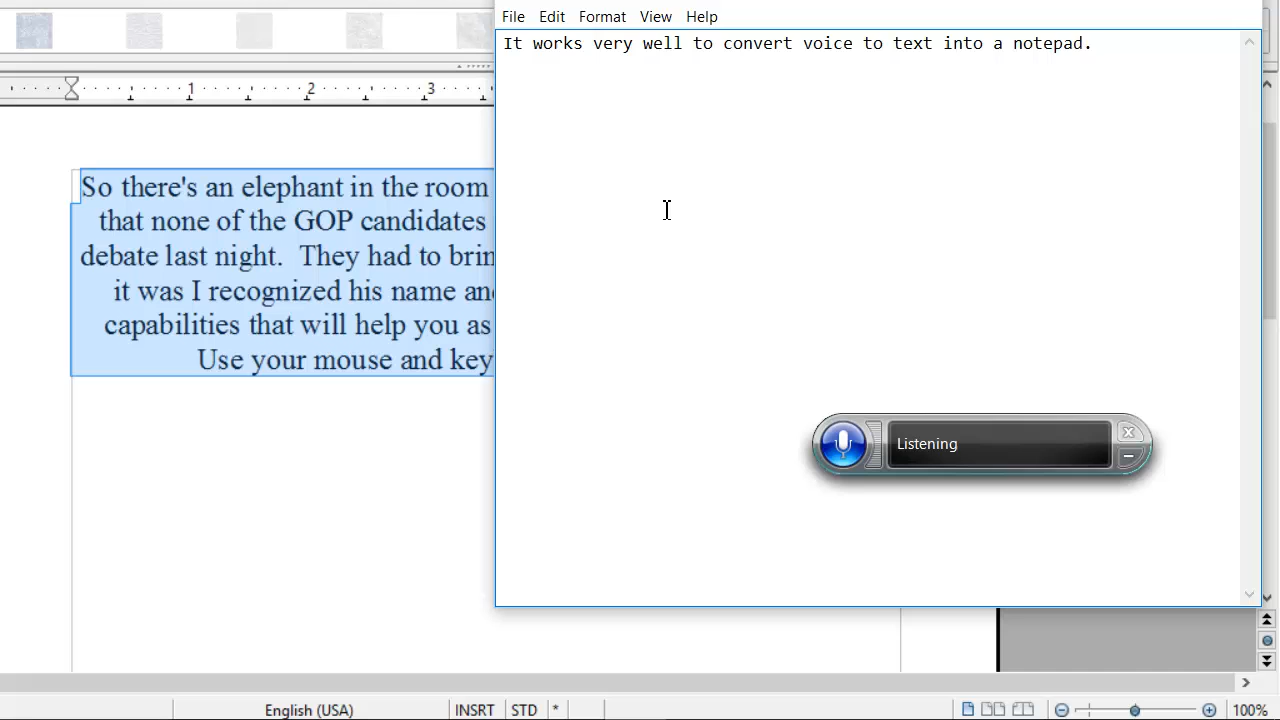 File Edit Format View Help
It works very well to convert voice to text into a notepad.
1 2 3
So there's an elephant in the room
that none of the GOP candidates
debate last night. They had to brin
it was I recognized his name an
capabilities that will help you as
Use your mouse and key
Listening
English (USA) INSRT STD * 100%